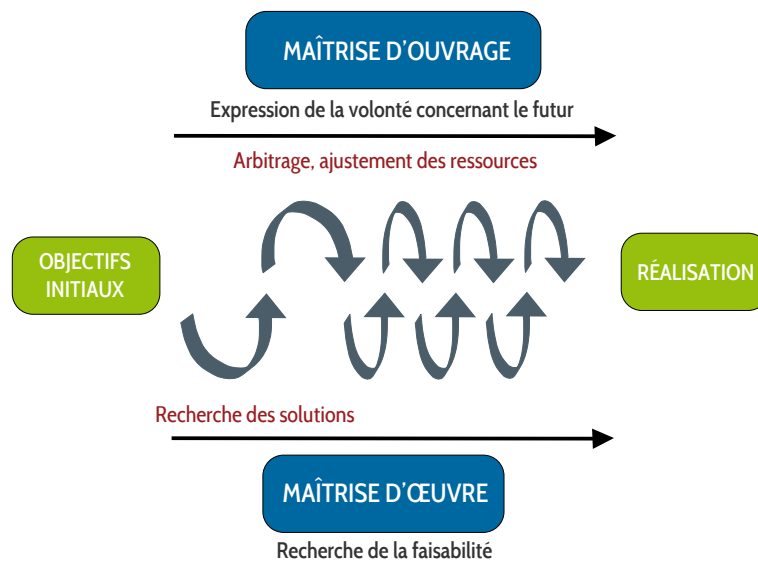 MAÎTRISE D'OUVRAGE
Expression de la volonté concernant le futur
Arbitrage, ajustement des ressources
OBJECTIFS
INITIAUX
RÉALISATION
Recherche des solutions
MAÎTRISE D'ŒUVRE
Recherche de la faisabilité